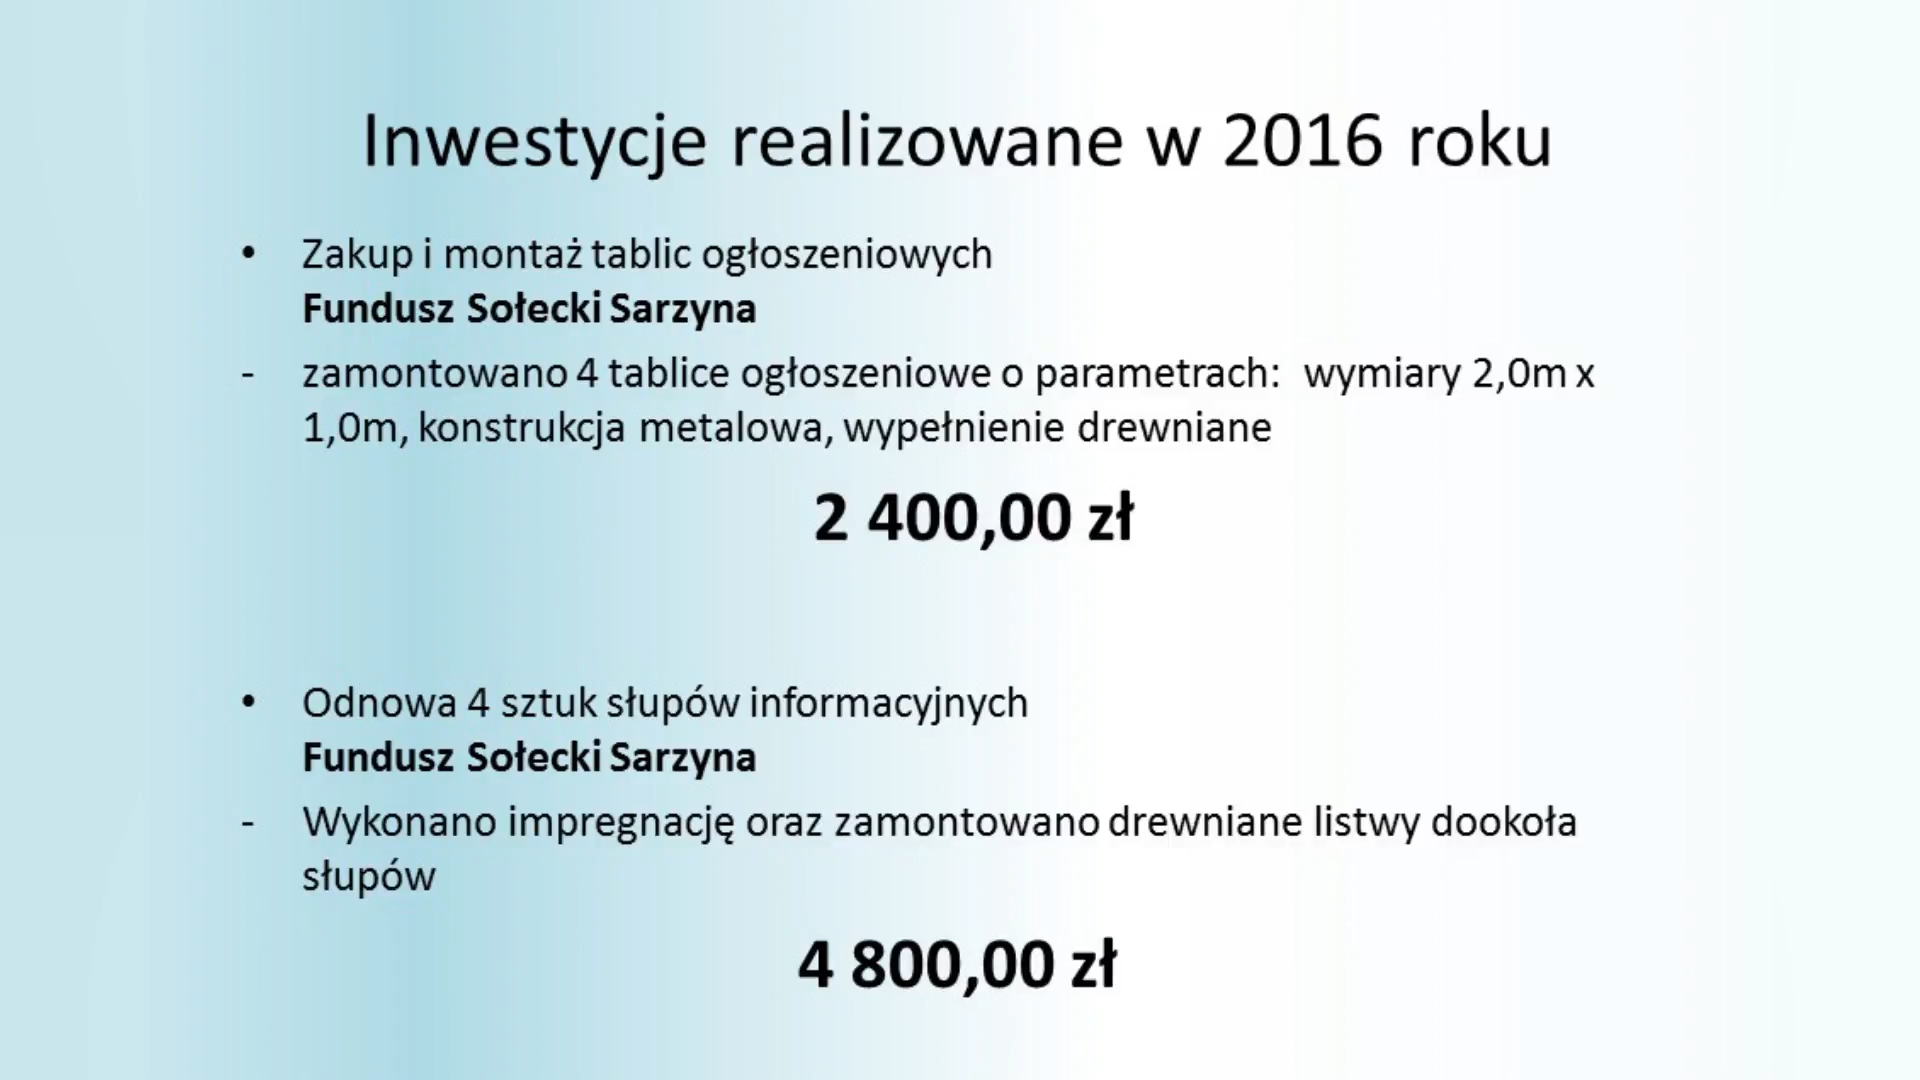 Inwestycje realizowane w 2016 roku
• Zakup i montaż tablic ogłoszeniowych
Fundusz Sołecki Sarzyna
- zamontowano 4 tablice ogłoszeniowe o parametrach: wymiary 2,0m x
1,0m, konstrukcja metalowa, wypełnienie drewniane
2 400,00 zł
• Odnowa 4 sztuk słupów informacyjnych
Fundusz Sołecki Sarzyna
- Wykonano impregnację oraz zamontowano drewniane listwy dookoła
słupów
4 800,00 zł